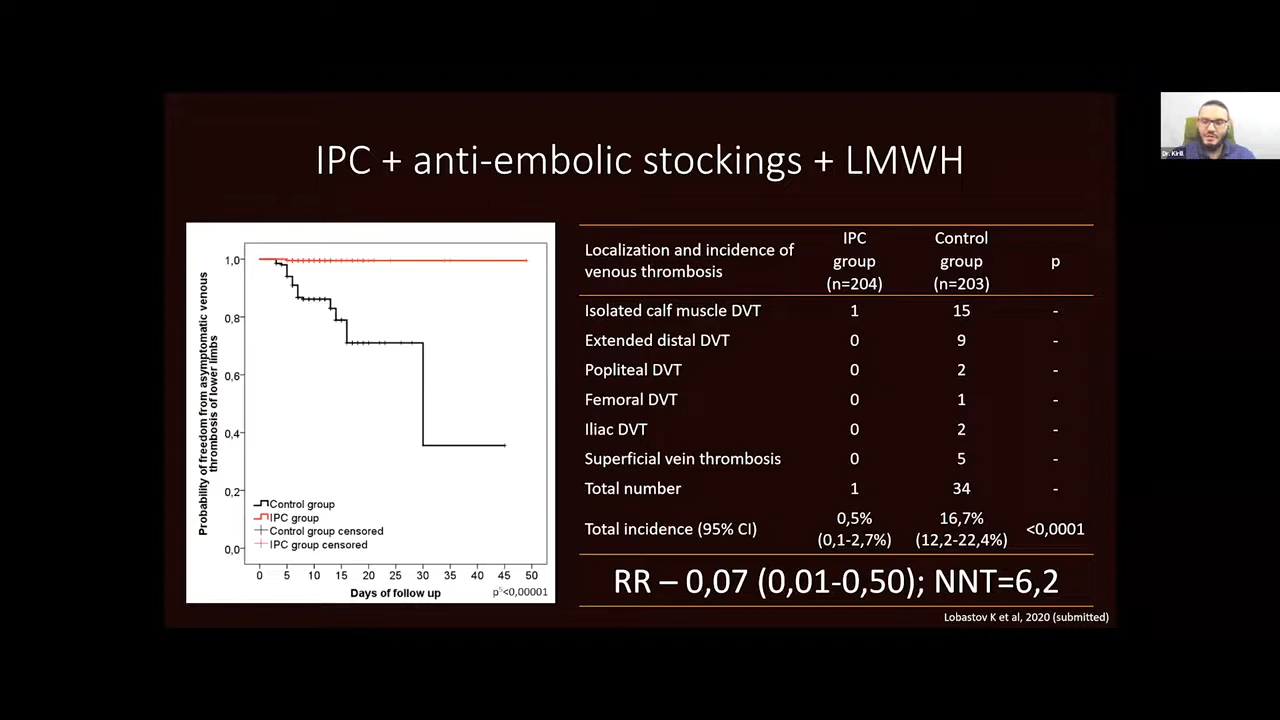 IPC + anti-embolic stockings + LMWH
Dr. Kirill
Probability of freedom from asymptomatic venous
thrombosis of lower limbs
1,0
0,8
0,6
0,4
0,2
0,0
Control group
IPC group
Control group censored
IPC group censored
0 5 10 15 20 25 30 35 40 45 50
Days of follow up
p<0,00001
Localization and incidence of venous thrombosis IPC group (n=204) Control group (n=203) p
Isolated calf muscle DVT 1 15 -
Extended distal DVT 0 9 -
Popliteal DVT 0 2 -
Femoral DVT 0 1 -
Iliac DVT 0 2 -
Superficial vein thrombosis 0 5 -
Total number 1 34 -
Total incidence (95% CI) 0,5% (0,1-2,7%) 16,7% (12,2-22,4%) <0,0001
RR – 0,07 (0,01-0,50); NNT=6,2
Lobastov K et al, 2020 (submitted)